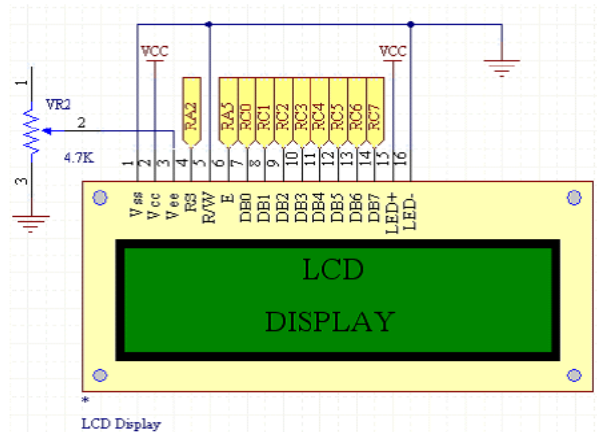 VCC
VCC
1
VR2
2
4.7K
3
RA2
RA5
RC0
RC1
RC2
RC3
RC4
RC5
RC6
RC7
1
2
3
4
5
6
7
8
9
10
11
12
13
14
15
16
Vss
Vcc
Vee
RS
R/W
E
DB0
DB1
DB2
DB3
DB4
DB5
DB6
DB7
LED+
LED-
LCD
DISPLAY
*
LCD Display